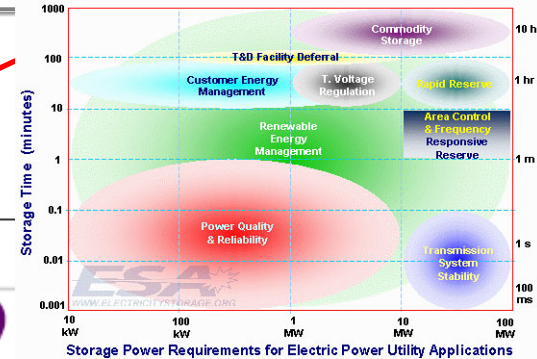 1000
100
10
1
0.1
0.01
0.001
Storage Time (minutes)
Commodity
Storage
T&D Facility Deferral
Customer Energy
Management
T. Voltage
Regulation
Rapid Reserve
Renewable
Energy
Management
Area Control
& Frequency
Responsive
Reserve
Power Quality
& Reliability
Transmission
System
Stability
ESA
WWW.ELECTRICITYSTORAGE.ORG
10 h
1 hr
1 m
1 s
100
ms
10
kW
100
kW
1
MW
10
MW
100
MW
Storage Power Requirements for Electric Power Utility Applications